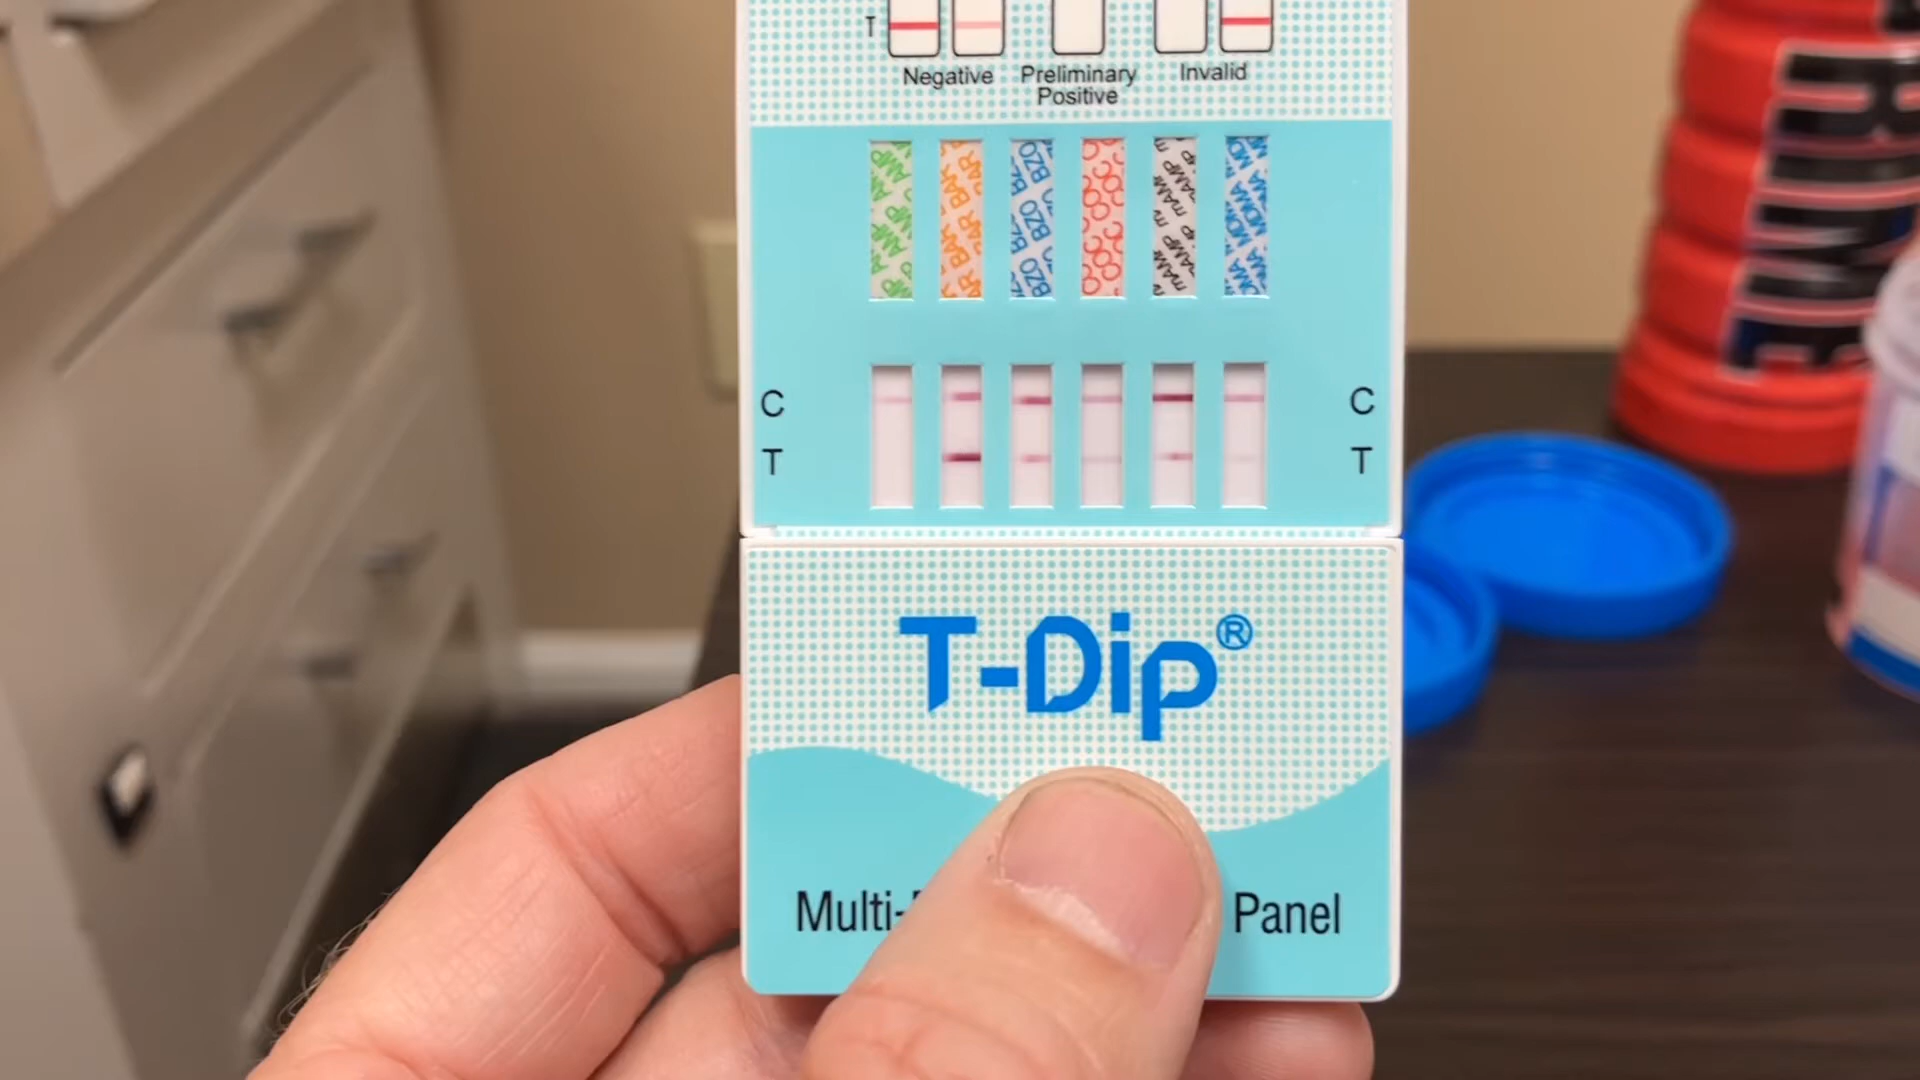 T
Negative Preliminary Positive Invalid
AMP BAR BZO COC mAMP MDMA
C C
T T
T-Dip®
Multi- Panel